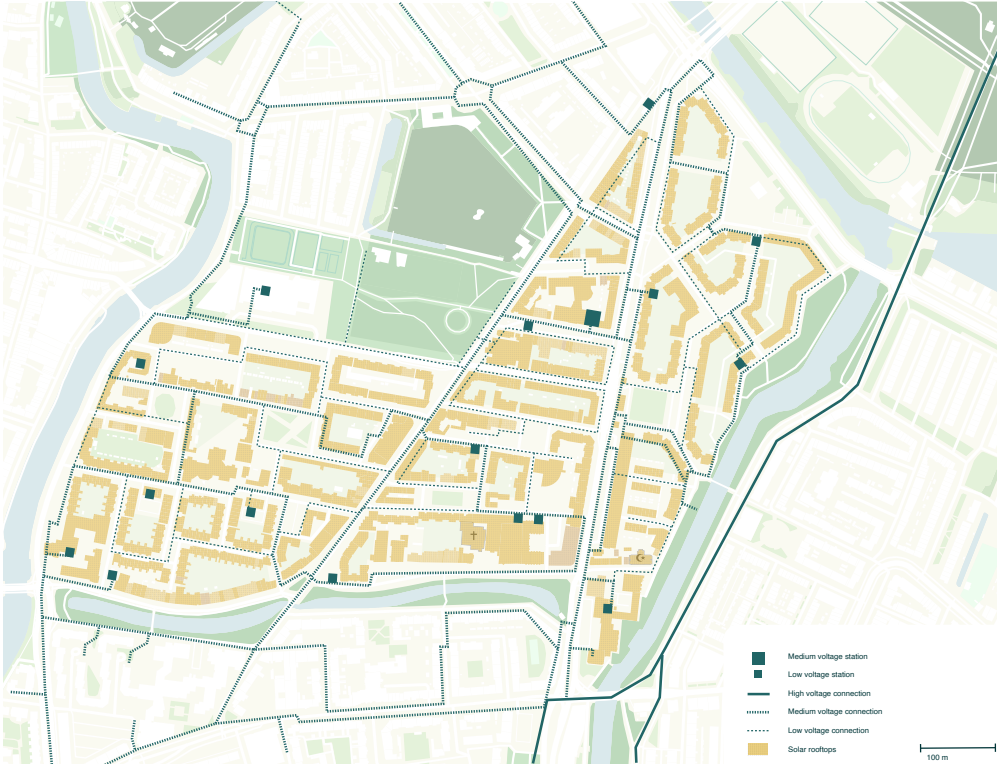 Medium voltage station
Low voltage station
High voltage connection
Medium voltage connection
Low voltage connection
Solar rooftops
100 m